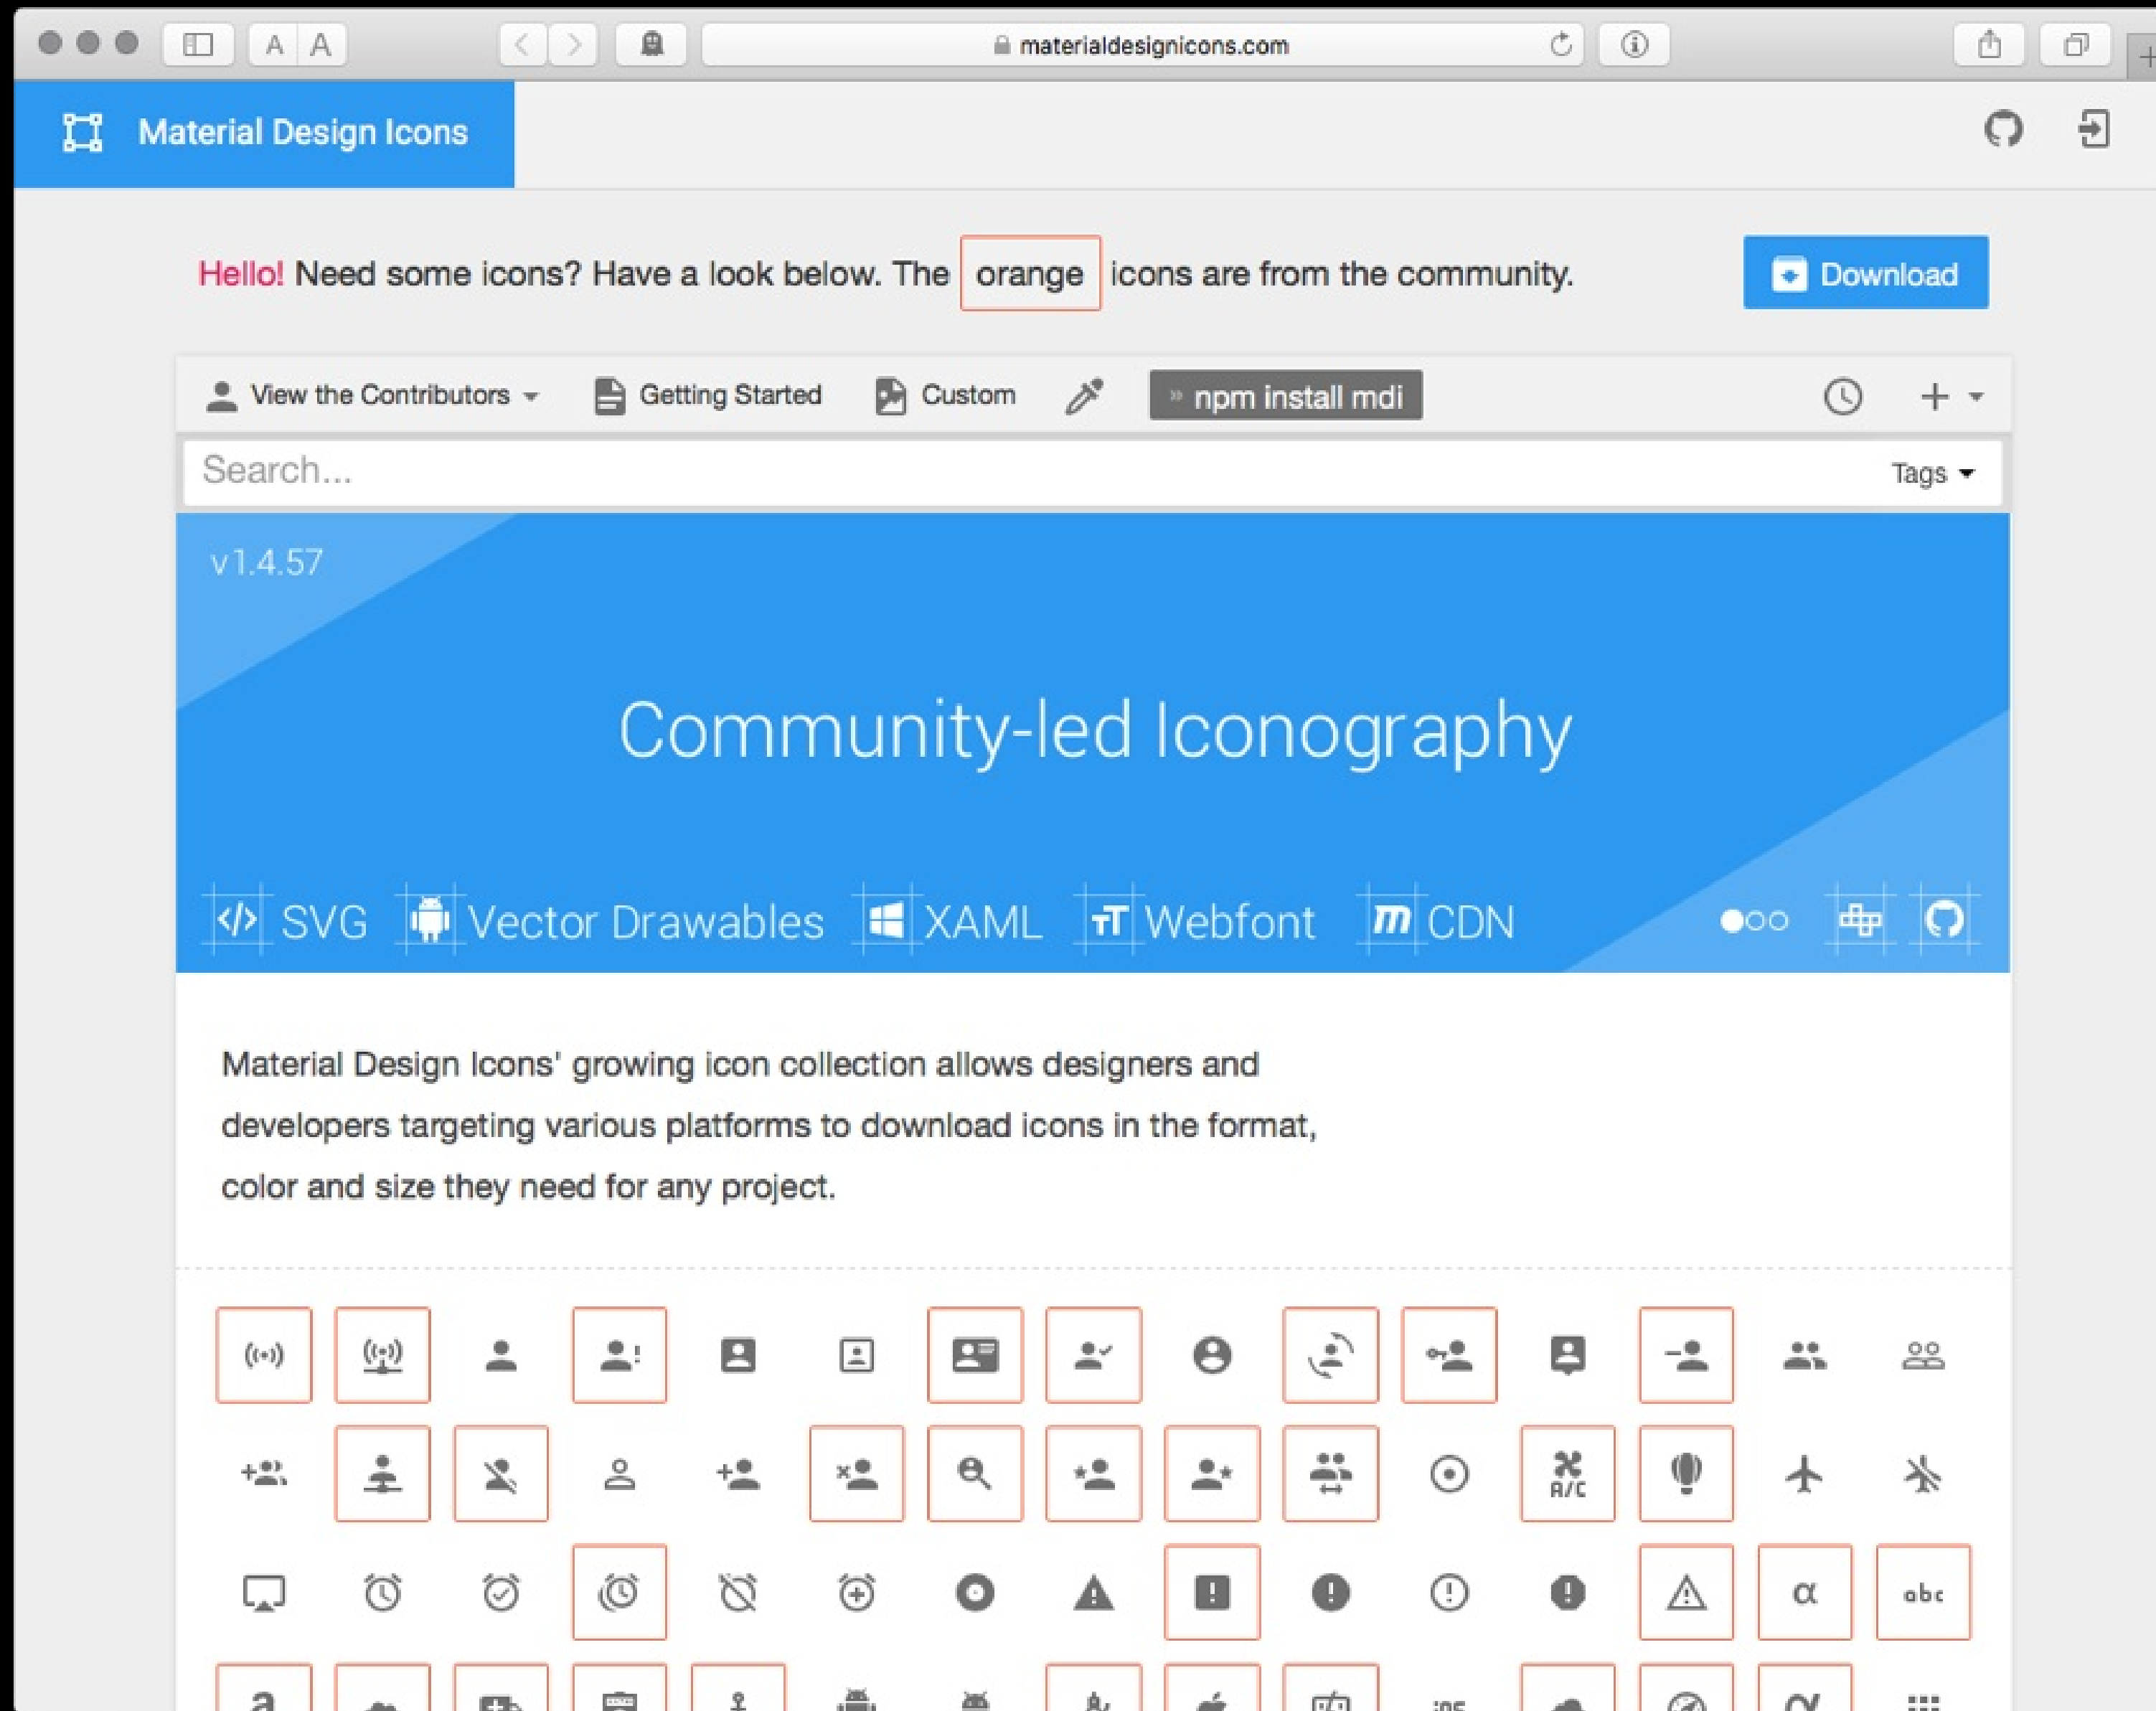 A A
materialdesignicons.com
Material Design Icons
Hello! Need some icons? Have a look below. The orange icons are from the community.
Download
View the Contributors
Getting Started
Custom
» npm install mdi
Search...
Tags
v1.4.57
Community-led Iconography
SVG
Vector Drawables
XAML
TT Webfont
m CDN
Material Design Icons' growing icon collection allows designers and
developers targeting various platforms to download icons in the format,
color and size they need for any project.
A/C
α
abc
a
iOS
α